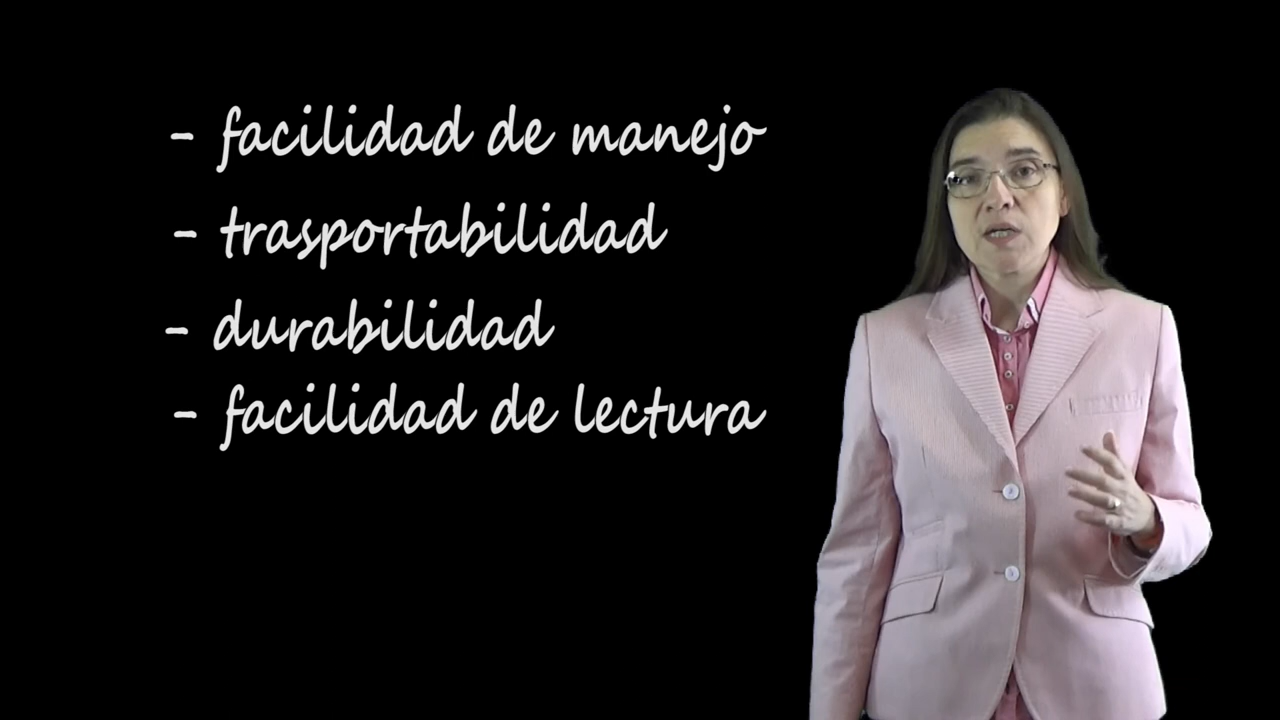 - facilidad de manejo
- trasportabilidad
- durabilidad
- facilidad de lectura